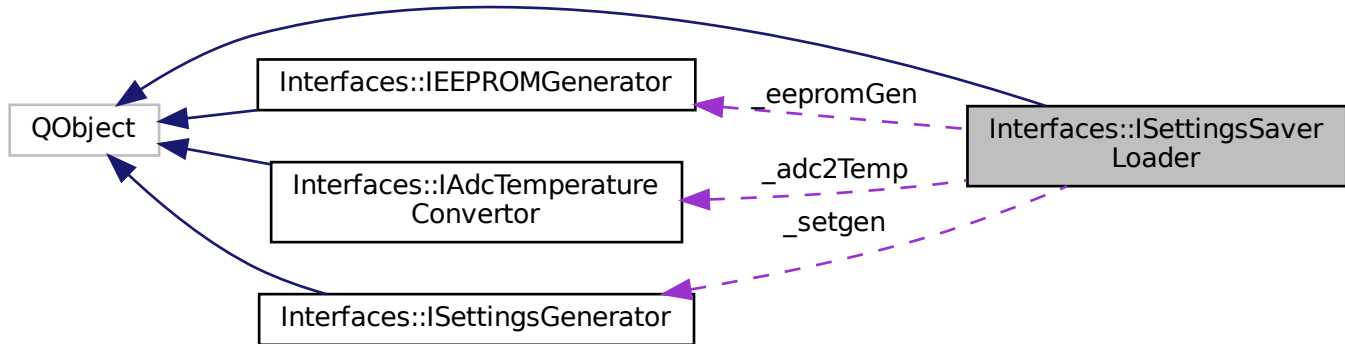 QObject
Interfaces::IEEPROMGenerator
Interfaces::IAdcTemperature
Convertor
Interfaces::ISettingsGenerator
_eepromGen
_adc2Temp
_setgen
Interfaces::ISettingsSaver
Loader